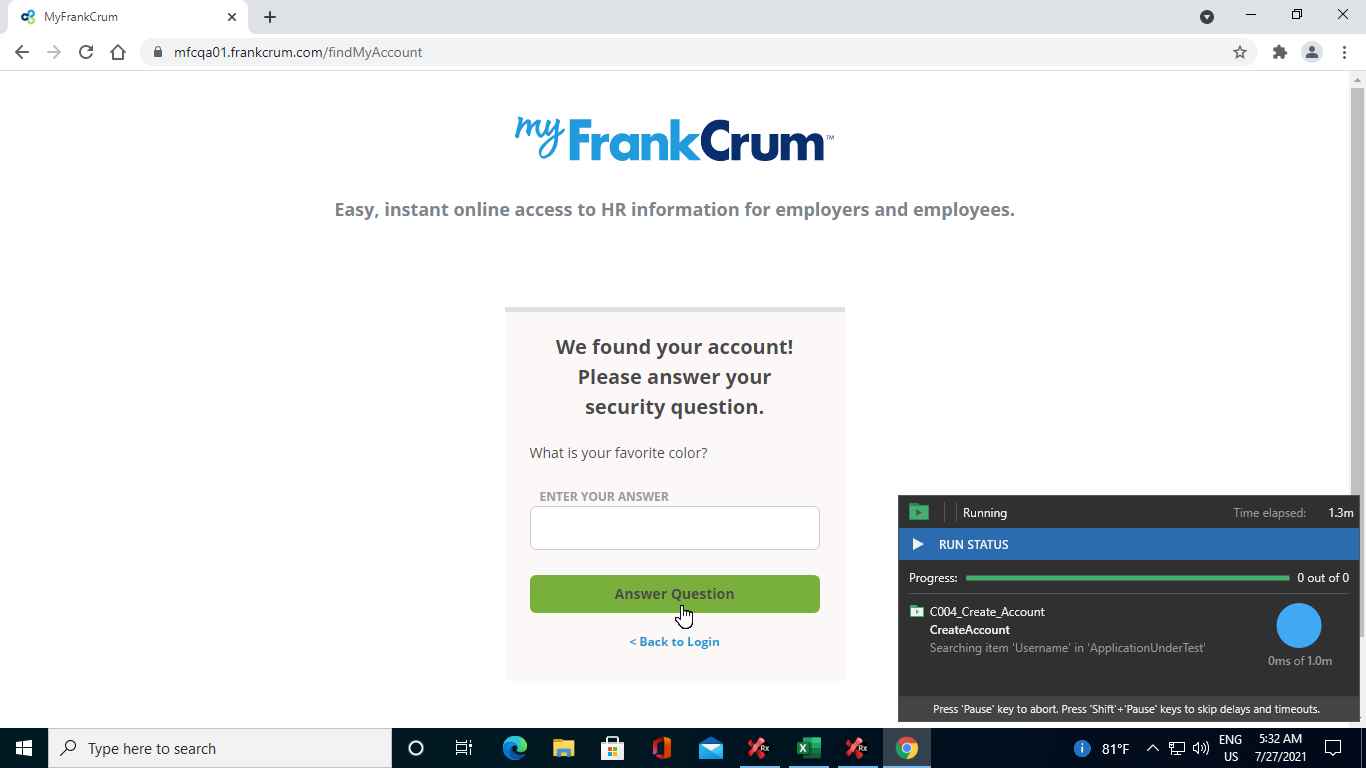 MyFrankCrum
mfcqa01.frankcrum.com/findMyAccount
myFrankCrum™
Easy, instant online access to HR information for employers and employees.
We found your account!
Please answer your
security question.
What is your favorite color?
ENTER YOUR ANSWER
Answer Question
< Back to Login
Running
Time elapsed: 1.3m
RUN STATUS
Progress: 0 out of 0
C004_Create_Account
CreateAccount
Searching item 'Username' in 'ApplicationUnderTest'
0ms of 1.0m
Press 'Pause' key to abort. Press 'Shift'+'Pause' keys to skip delays and timeouts.
Type here to search
Rx
Rx
81°F
ENG
US
5:32 AM
7/27/2021